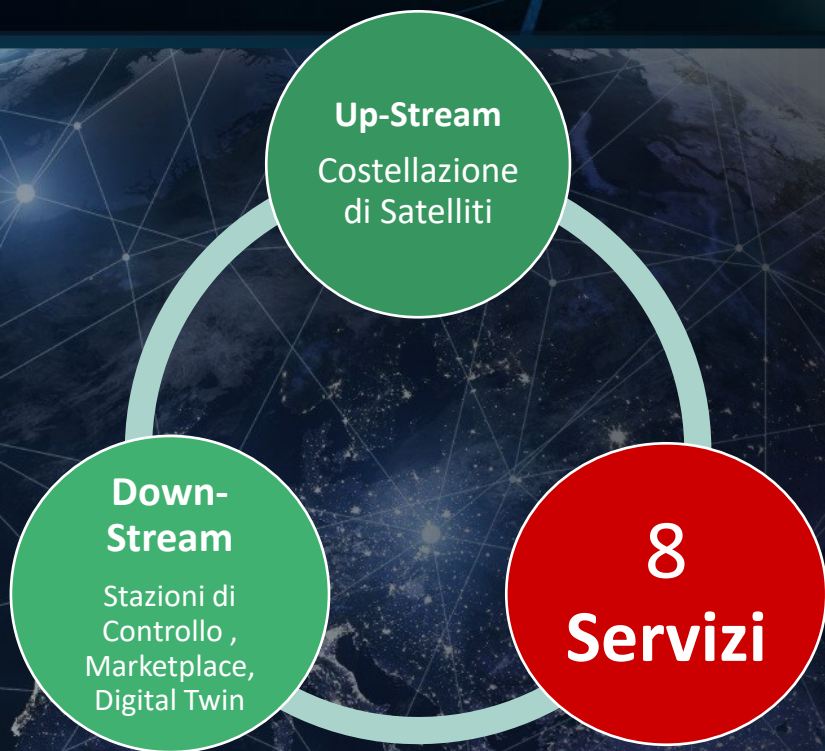 Up-Stream
Costellazione
di Satelliti
Down-
Stream
Stazioni di
Controllo ,
Marketplace,
Digital Twin
8
Servizi